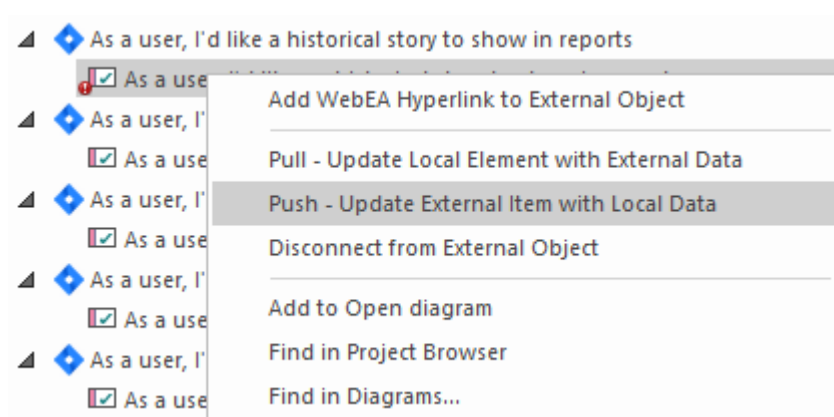 As a user, I'd like a historical story to show in reports
As a use
Add WebEA Hyperlink to External Object
As a user, I'
Pull - Update Local Element with External Data
As a use
As a user, I'
Push - Update External Item with Local Data
As a use
Disconnect from External Object
As a user, I'
Add to Open diagram
As a use
As a user, I'
Find in Project Browser
As a use
Find in Diagrams...